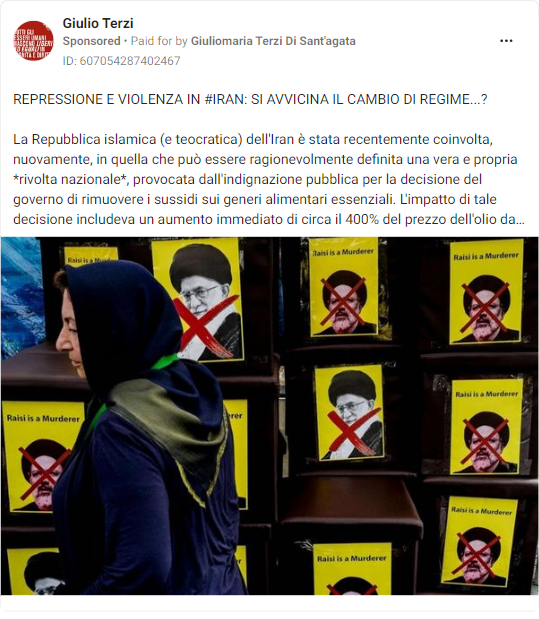 Giulio Terzi
Sponsored • Paid for by Giuliomaria Terzi Di Sant'agata
ID: 607054287402467
REPRESSIONE E VIOLENZA IN #IRAN: SI AVVICINA IL CAMBIO DI REGIME...?
La Repubblica islamica (e teocratica) dell'Iran è stata recentemente coinvolta,
nuovamente, in quella che può essere ragionevolmente definita una vera e propria
*rivolta nazionale*, provocata dall'indignazione pubblica per la decisione del
governo di rimuovere i sussidi sui generi alimentari essenziali. L'impatto di tale
decisione includeva un aumento immediato di circa il 400% del prezzo dell'olio da...
Raisi is a Murderer
Raisi is a Murderer
Raisi is a Murderer
Raisi is a Murderer
Raisi is a Murderer
Raisi is a Murderer
Raisi is a Murderer